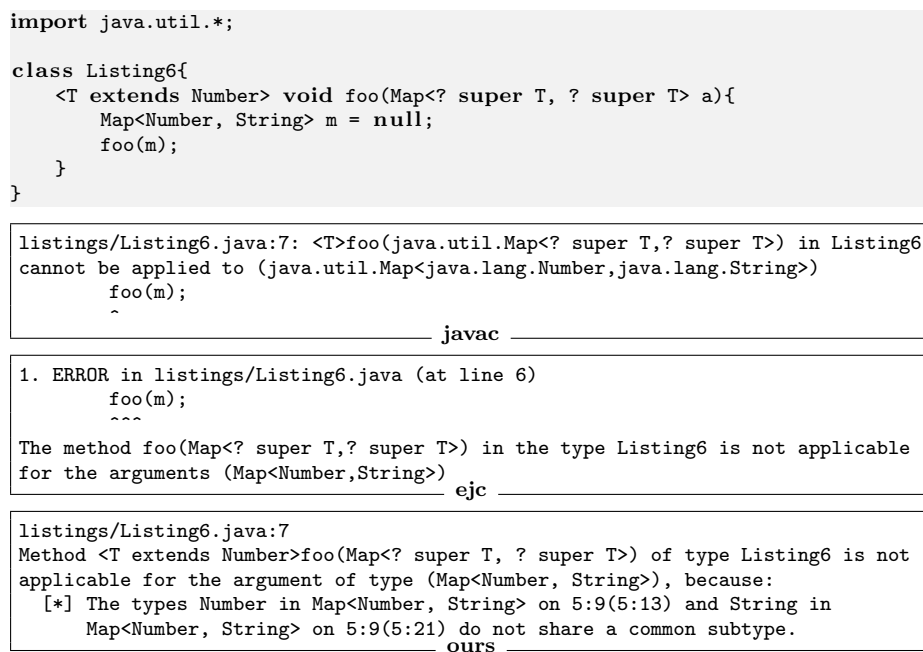 import java.util.*;
class Listing6{
<T extends Number> void foo(Map<? super T, ? super T> a){
Map<Number, String> m = null;
foo(m);
}
}
listings/Listing6.java:7: <T>foo(java.util.Map<? super T,? super T>) in Listing6
cannot be applied to (java.util.Map<java.lang.Number,java.lang.String>)
foo(m);
^
javac
1. ERROR in listings/Listing6.java (at line 6)
foo(m);
^^^
The method foo(Map<? super T,? super T>) in the type Listing6 is not applicable
for the arguments (Map<Number,String>)
ejc
listings/Listing6.java:7
Method <T extends Number>foo(Map<? super T, ? super T>) of type Listing6 is not
applicable for the argument of type (Map<Number, String>), because:
[*] The types Number in Map<Number, String> on 5:9(5:13) and String in
Map<Number, String> on 5:9(5:21) do not share a common subtype.
ours